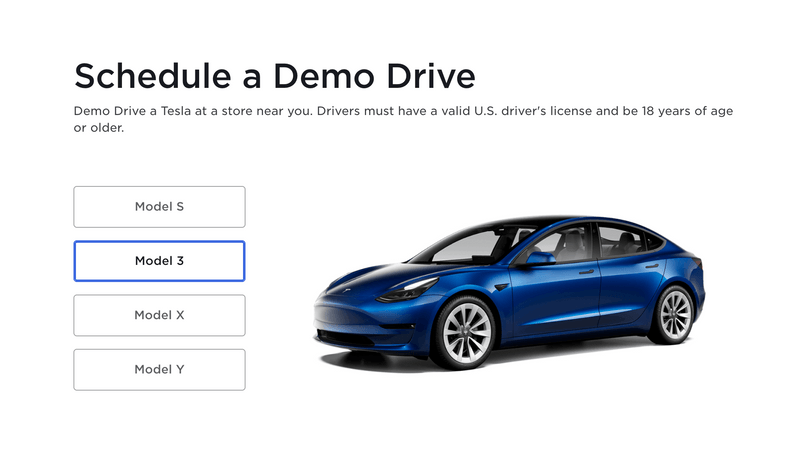 Schedule a Demo Drive
Demo Drive a Tesla at a store near you. Drivers must have a valid U.S. driver's license and be 18 years of age
or older.
Model S
Model 3
Model X
Model Y